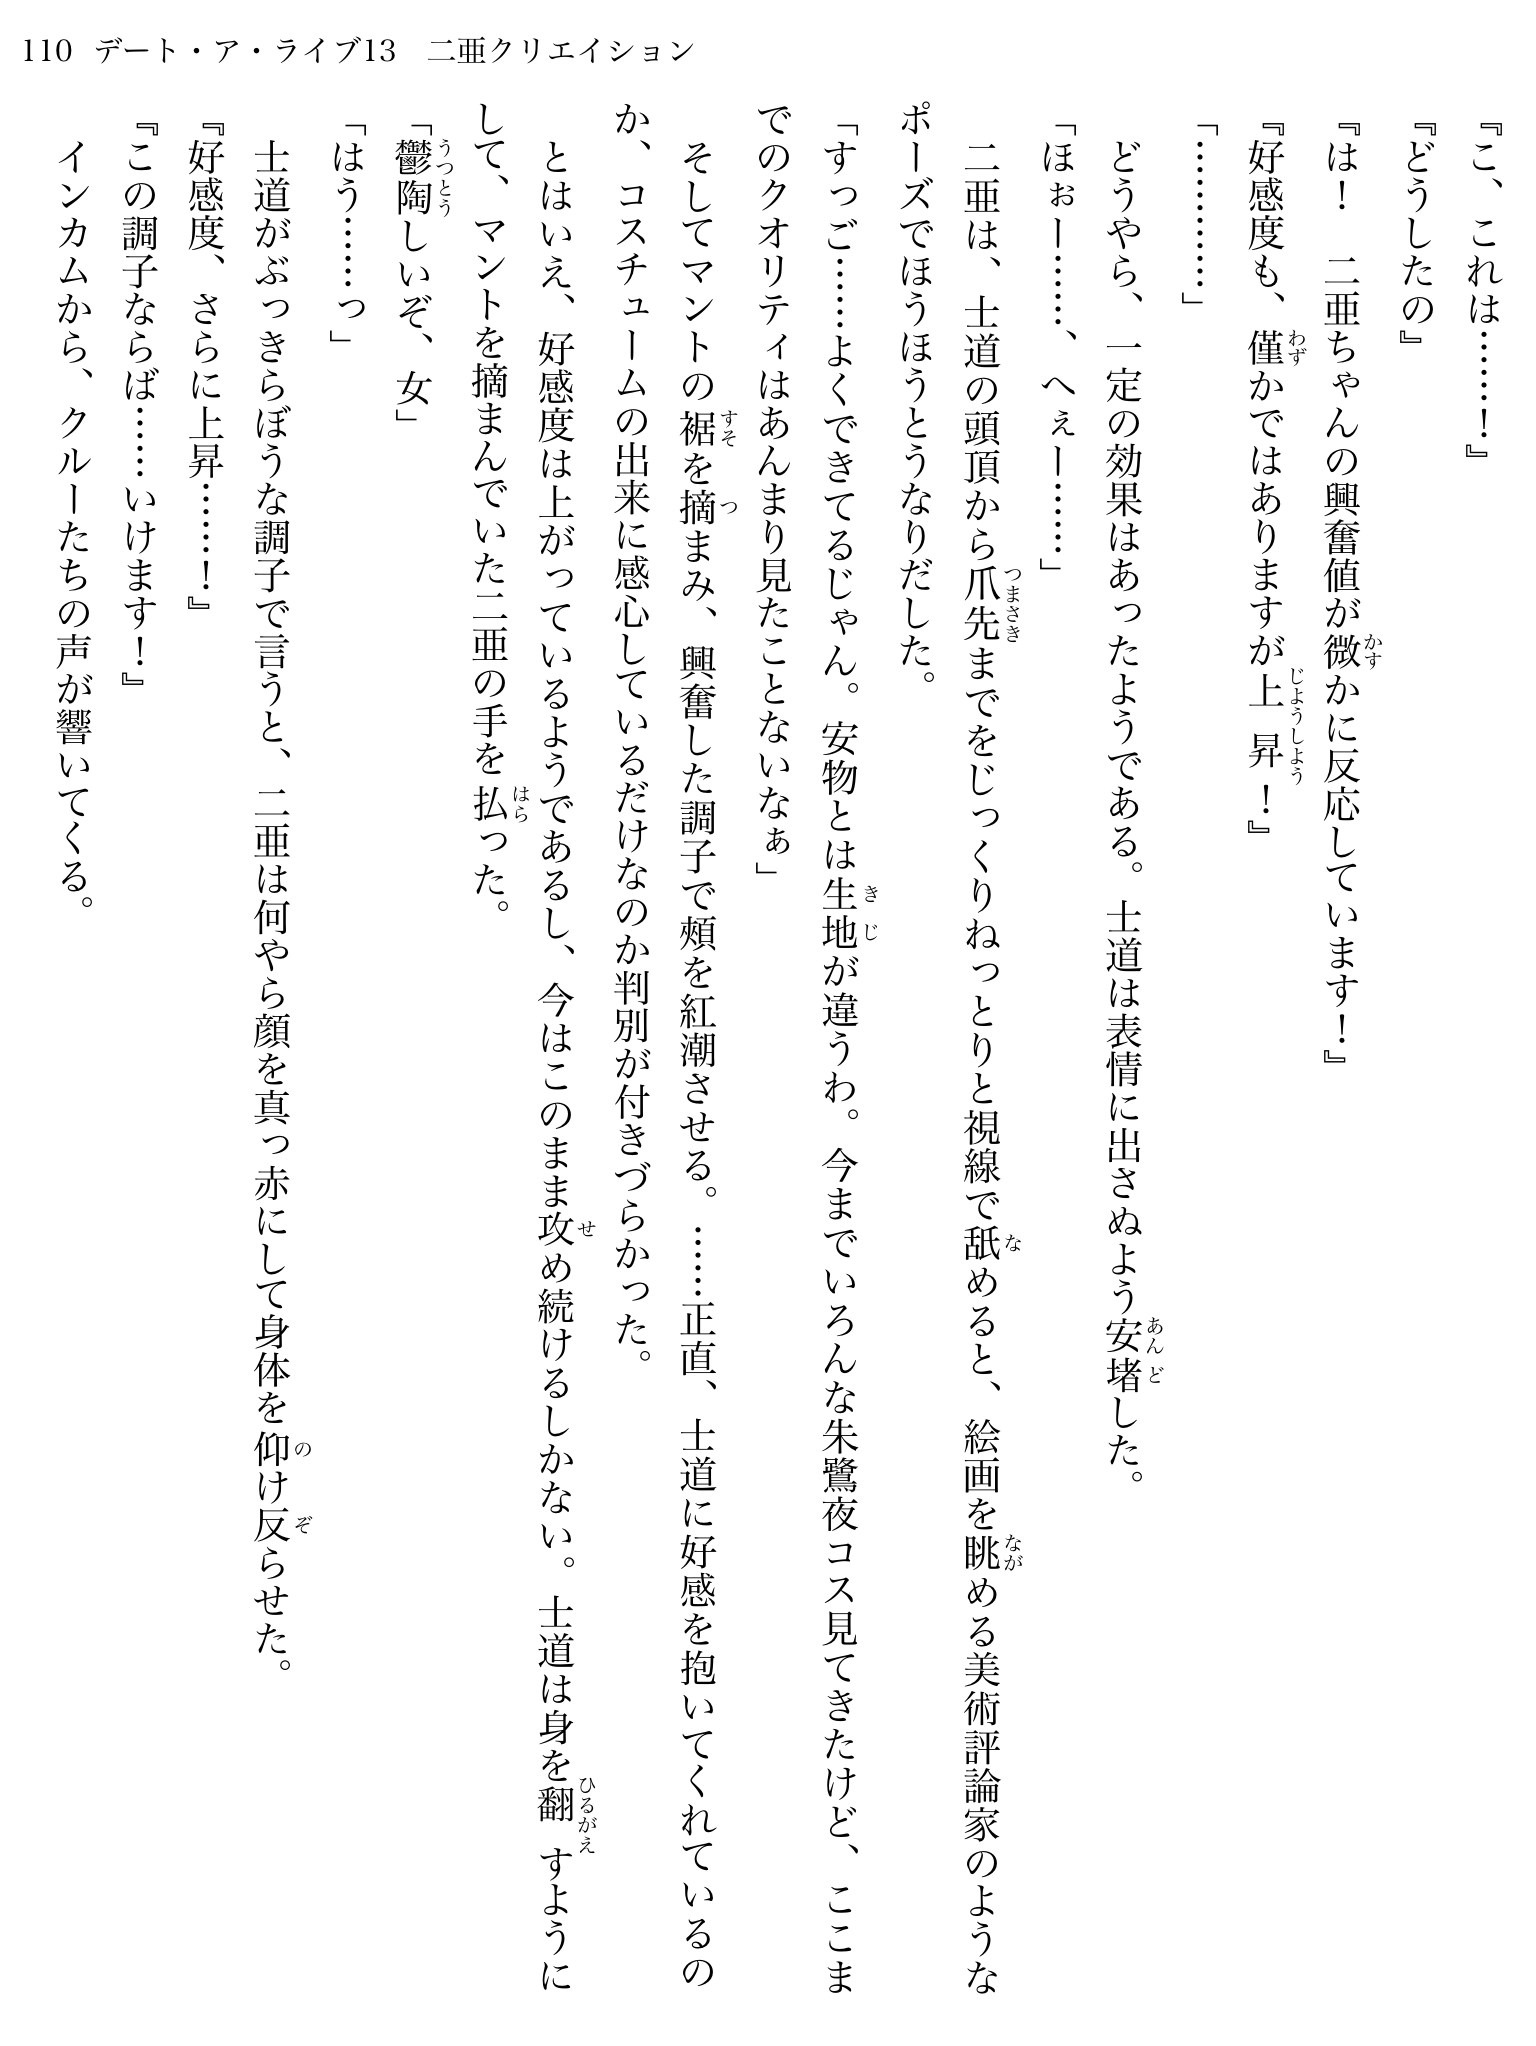 110 デート・ア・ライブ13　二亜クリエイション
『こ、これは……！』
『どうしたの』
『は！　二亜ちゃんの興奮値が微かに反応しています！』
『好感度も、僅かではありますが上昇！』
「…………」
　どうやら、一定の効果はあったようである。士道は表情に出さぬよう安堵した。
「ほぉー……、へぇー……」
　二亜は、士道の頭頂から爪先までをじっくりねっとりと視線で舐めると、絵画を眺める美術評論家のような
ポーズでほうほうとうなりだした。
「すっご……よくできてるじゃん。安物とは生地が違うわ。今までいろんな朱鷺夜コス見てきたけど、ここま
でのクオリティはあんまり見たことないなぁ」
　そしてマントの裾を摘まみ、興奮した調子で頰を紅潮させる。……正直、士道に好感を抱いてくれているの
か、コスチュームの出来に感心しているだけなのか判別が付きづらかった。
　とはいえ、好感度は上がっているようであるし、今はこのまま攻め続けるしかない。士道は身を翻すように
して、マントを摘まんでいた二亜の手を払った。
「鬱陶しいぞ、女」
「はう……っ」
　士道がぶっきらぼうな調子で言うと、二亜は何やら顔を真っ赤にして身体を仰け反らせた。
『好感度、さらに上昇……！』
『この調子ならば……いけます！』
　インカムから、クルーたちの声が響いてくる。